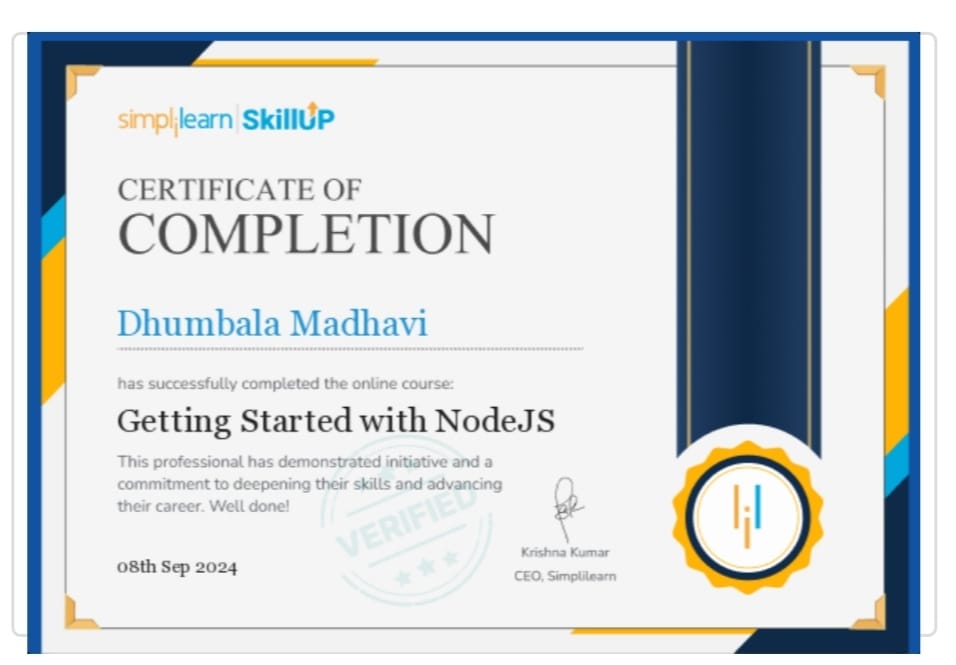 simplilearn | SkillUP
CERTIFICATE OF
COMPLETION
Dhumbala Madhavi
has successfully completed the online course:
Getting Started with NodeJS
This professional has demonstrated initiative and a
commitment to deepening their skills and advancing
their career. Well done!
VERIFIED
08th Sep 2024
Krishna Kumar
CEO, Simplilearn